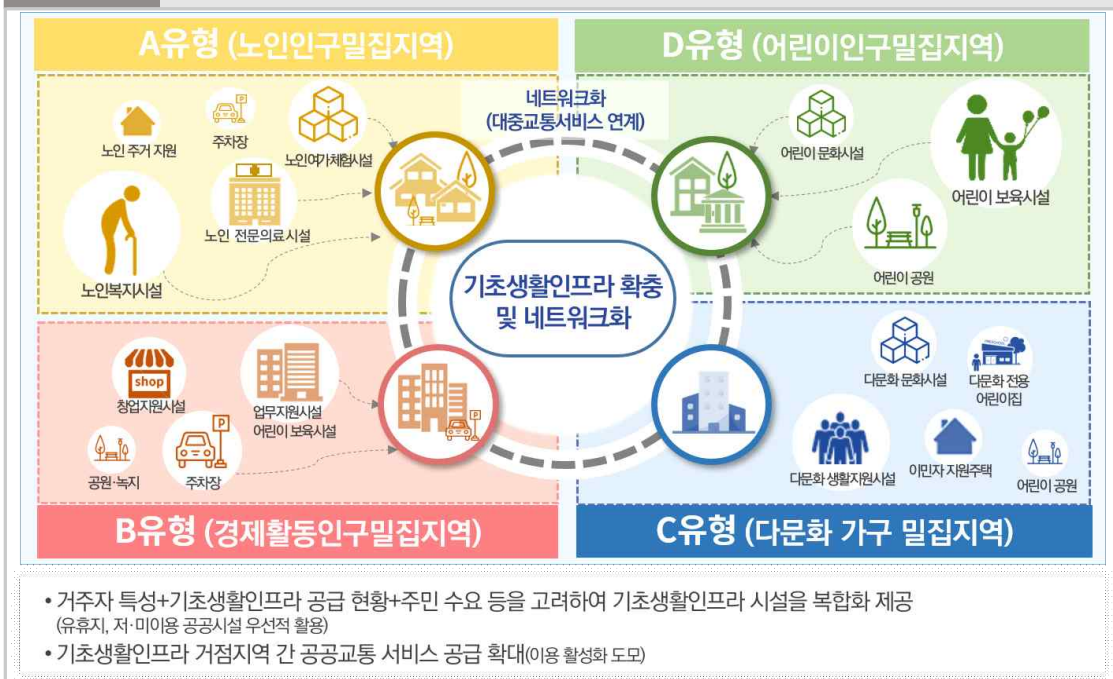 A유형 (노인인구밀집지역)
노인 주거 지원
주차장
노인여가체험시설
노인 전문의료시설
노인복지시설
D유형 (어린이인구밀집지역)
네트워크화
(대중교통서비스 연계)
어린이 문화시설
어린이 보육시설
어린이 공원
기초생활인프라 확충
및 네트워크화
shop
창업지원시설
업무지원시설
어린이 보육시설
P
공원·녹지
주차장
B유형 (경제활동인구밀집지역)
다문화 문화시설
다문화 전용
어린이집
다문화 생활지원시설
이민자 지원주택
어린이 공원
C유형 (다문화 가구 밀집지역)
• 거주자 특성+기초생활인프라 공급 현황+주민 수요 등을 고려하여 기초생활인프라 시설을 복합화 제공
(유휴지, 저·미이용 공공시설 우선적 활용)
• 기초생활인프라 거점지역 간 공공교통 서비스 공급 확대(이용 활성화 도모)